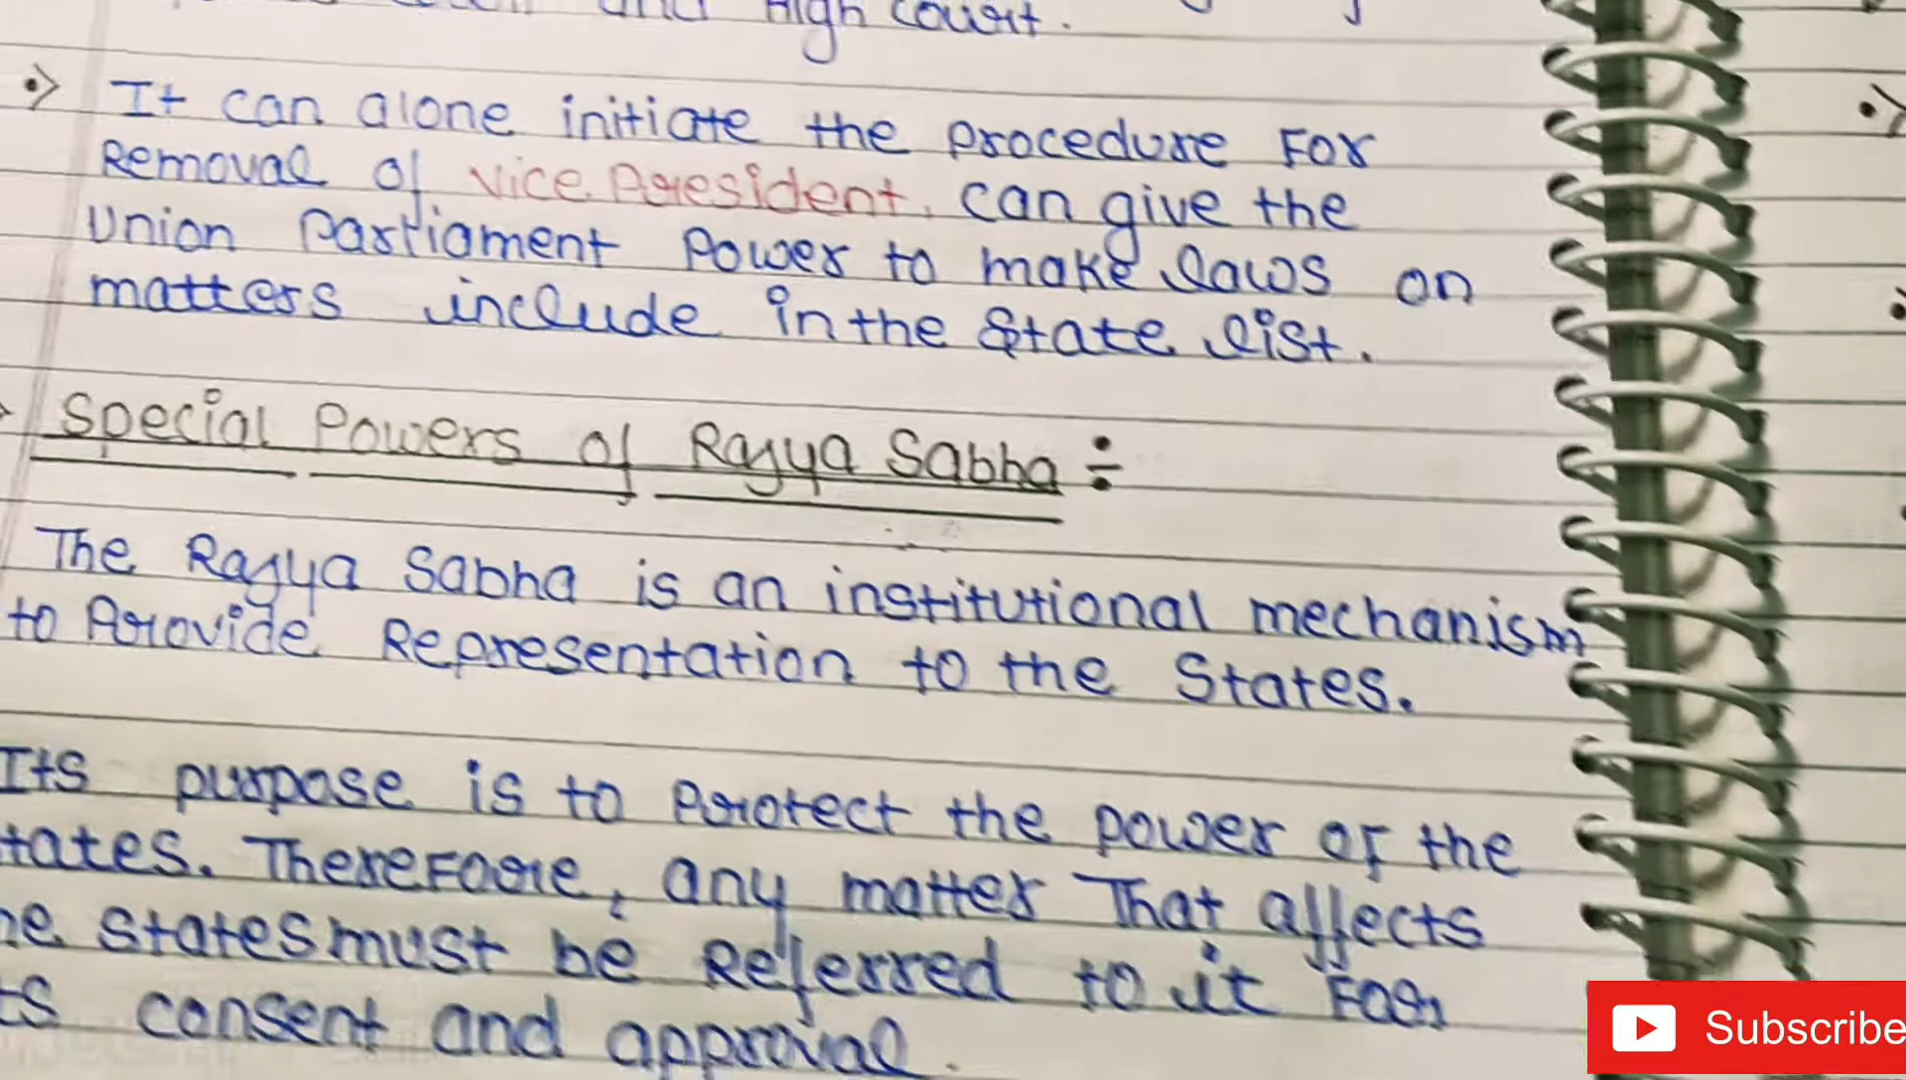 and High Court.
•> It can alone initiate the procedure For
Removal of Vice President. can give the
Union Parliament Power to make laws on
matters include in the State list.
Special Powers of Rajya Sabha ÷
The Rajya Sabha is an institutional mechanism
to Provide Representation to the States.
Its purpose is to Protect the power of the
tates. Therefore, any matter That affects
he states must be Referred to it For
ts consent and approval.
Subscribe